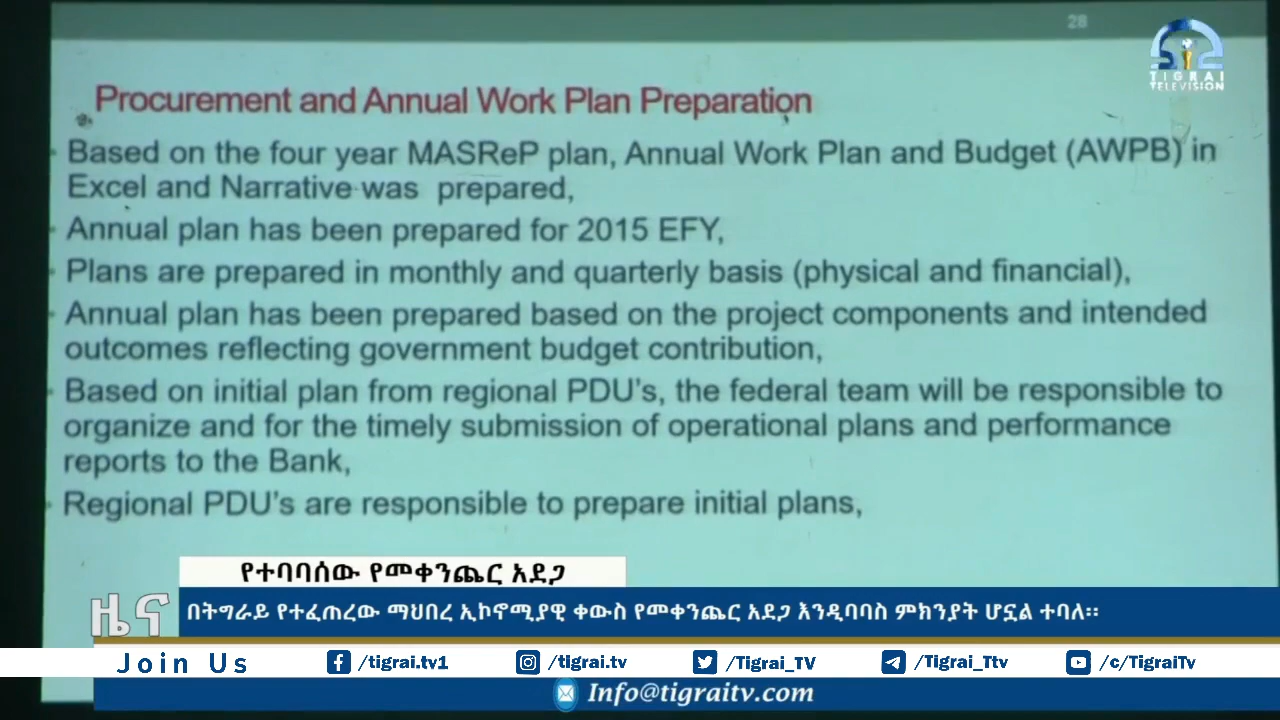 28
TIGRAI
TELEVISION
Procurement and Annual Work Plan Preparation
Based on the four year MASReP plan, Annual Work Plan and Budget (AWPB) in
Excel and Narrative was prepared,
Annual plan has been prepared for 2015 EFY,
Plans are prepared in monthly and quarterly basis (physical and financial),
Annual plan has been prepared based on the project components and intended
outcomes reflecting government budget contribution,
Based on initial plan from regional PDU's, the federal team will be responsible to
organize and for the timely submission of operational plans and performance
reports to the Bank,
Regional PDU's are responsible to prepare initial plans,
የተባባሰው የመቀንጨር አደጋ
ዜና
በትግራይ የተፈጠረው ማህበረ ኢኮኖሚያዊ ቀውስ የመቀንጨር አደጋ እንዲባባስ ምክንያት ሆኗል ተባለ።
Join Us /tigrai.tv1 /tIgrai.tv /Tigrai_TV /Tigrai_Ttv /c/TigraiTv
Info@tigraitv.com